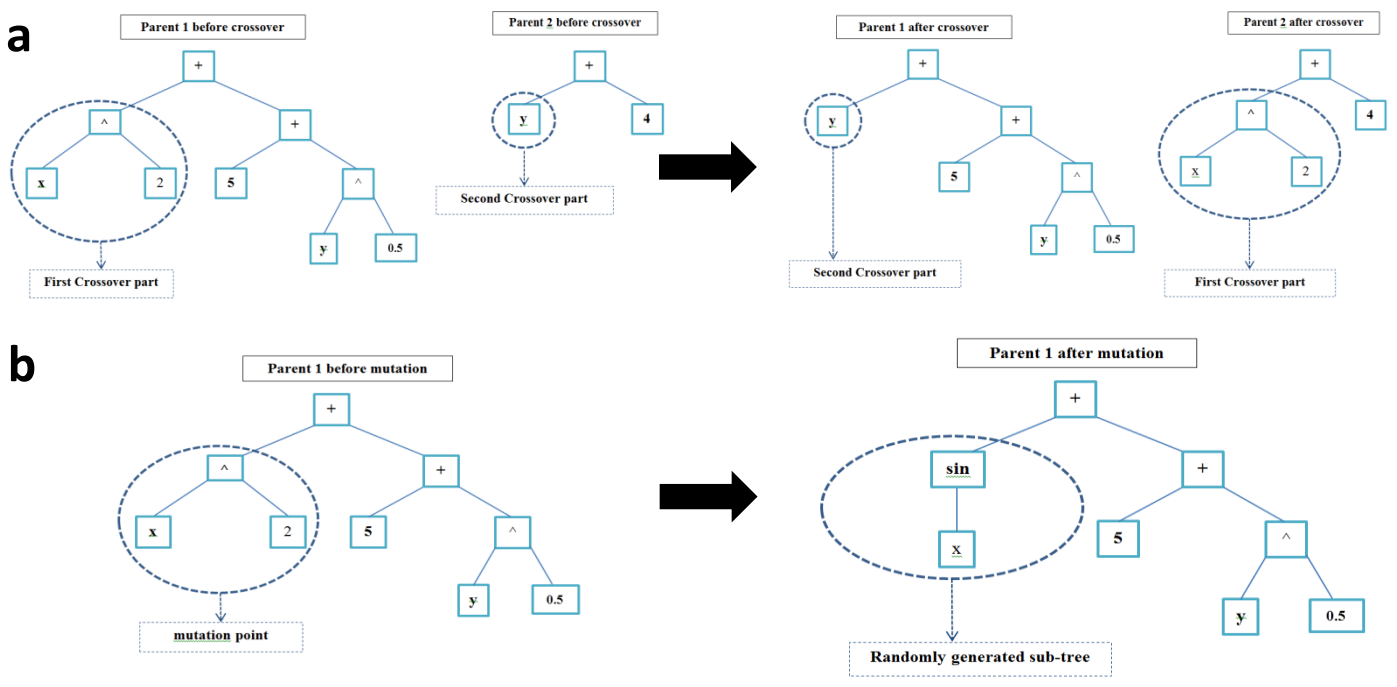 a
Parent 1 before crossover
+
^
+
x
2
5
^
y
0.5
First Crossover part
Parent 2 before crossover
+
y
4
Second Crossover part
Parent 1 after crossover
+
y
+
5
^
y
0.5
Second Crossover part
Parent 2 after crossover
+
^
4
x
2
First Crossover part
b
Parent 1 before mutation
+
^
+
x
2
5
^
y
0.5
mutation point
Parent 1 after mutation
+
sin
+
x
5
^
y
0.5
Randomly generated sub-tree